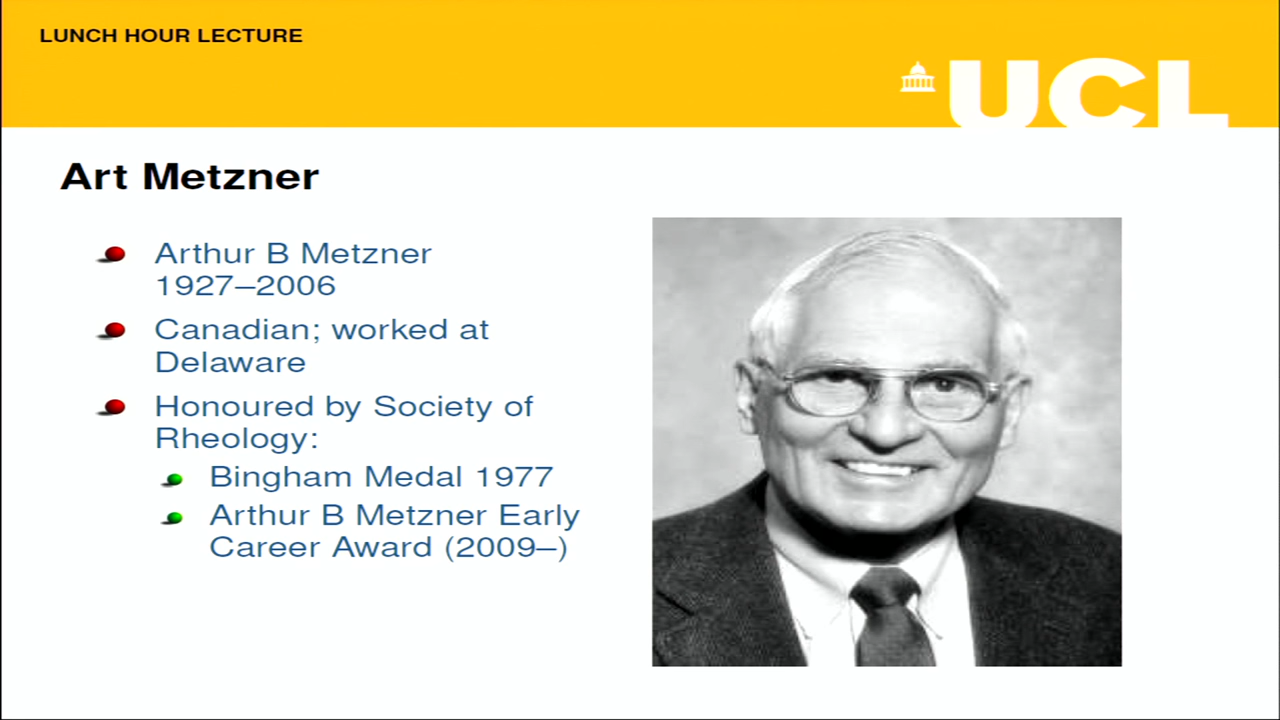 LUNCH HOUR LECTURE
UCL
Art Metzner
Arthur B Metzner
1927–2006
Canadian; worked at
Delaware
Honoured by Society of
Rheology:
Bingham Medal 1977
Arthur B Metzner Early
Career Award (2009–)